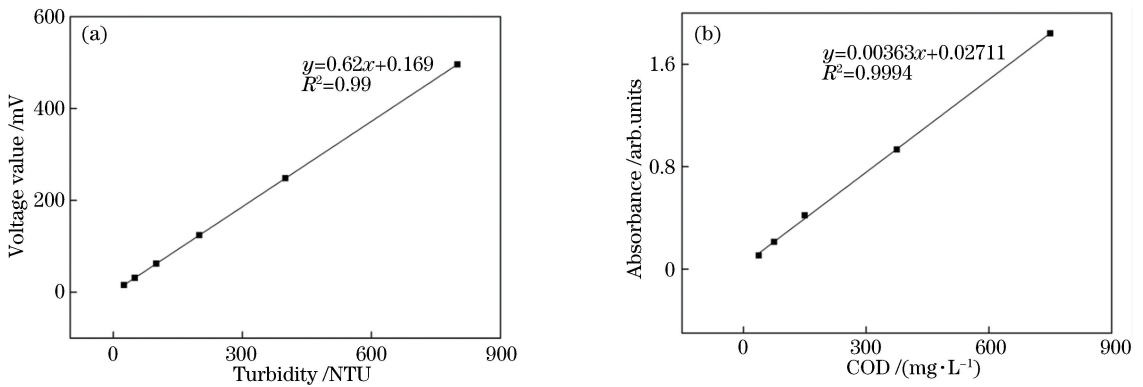 (a)
y=0.62x+0.169
R²=0.99
600
400
200
0
Voltage value /mV
0 300 600 900
Turbidity /NTU
(b)
y=0.00363x+0.02711
R²=0.9994
1.6
0.8
0
Absorbance /arb.units
0 300 600 900
COD /(mg·L⁻¹)